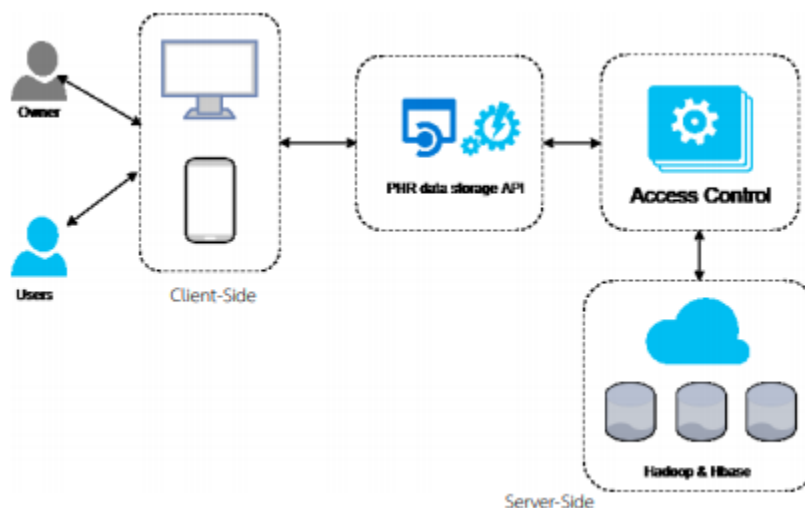 Owner
Users
Client-Side
PHR data storage API
Access Control
Hadoop & Hbase
Server-Side